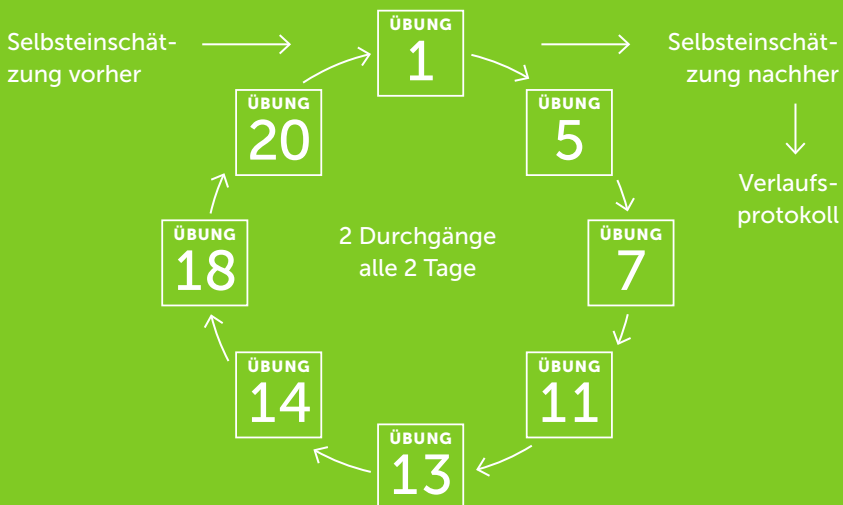 Selbsteinschät-
zung vorher
ÜBUNG
1
Selbsteinschät-
zung nachher
Verlaufs-
protokoll
ÜBUNG
5
ÜBUNG
7
ÜBUNG
11
ÜBUNG
13
ÜBUNG
14
ÜBUNG
18
ÜBUNG
20
2 Durchgänge
alle 2 Tage